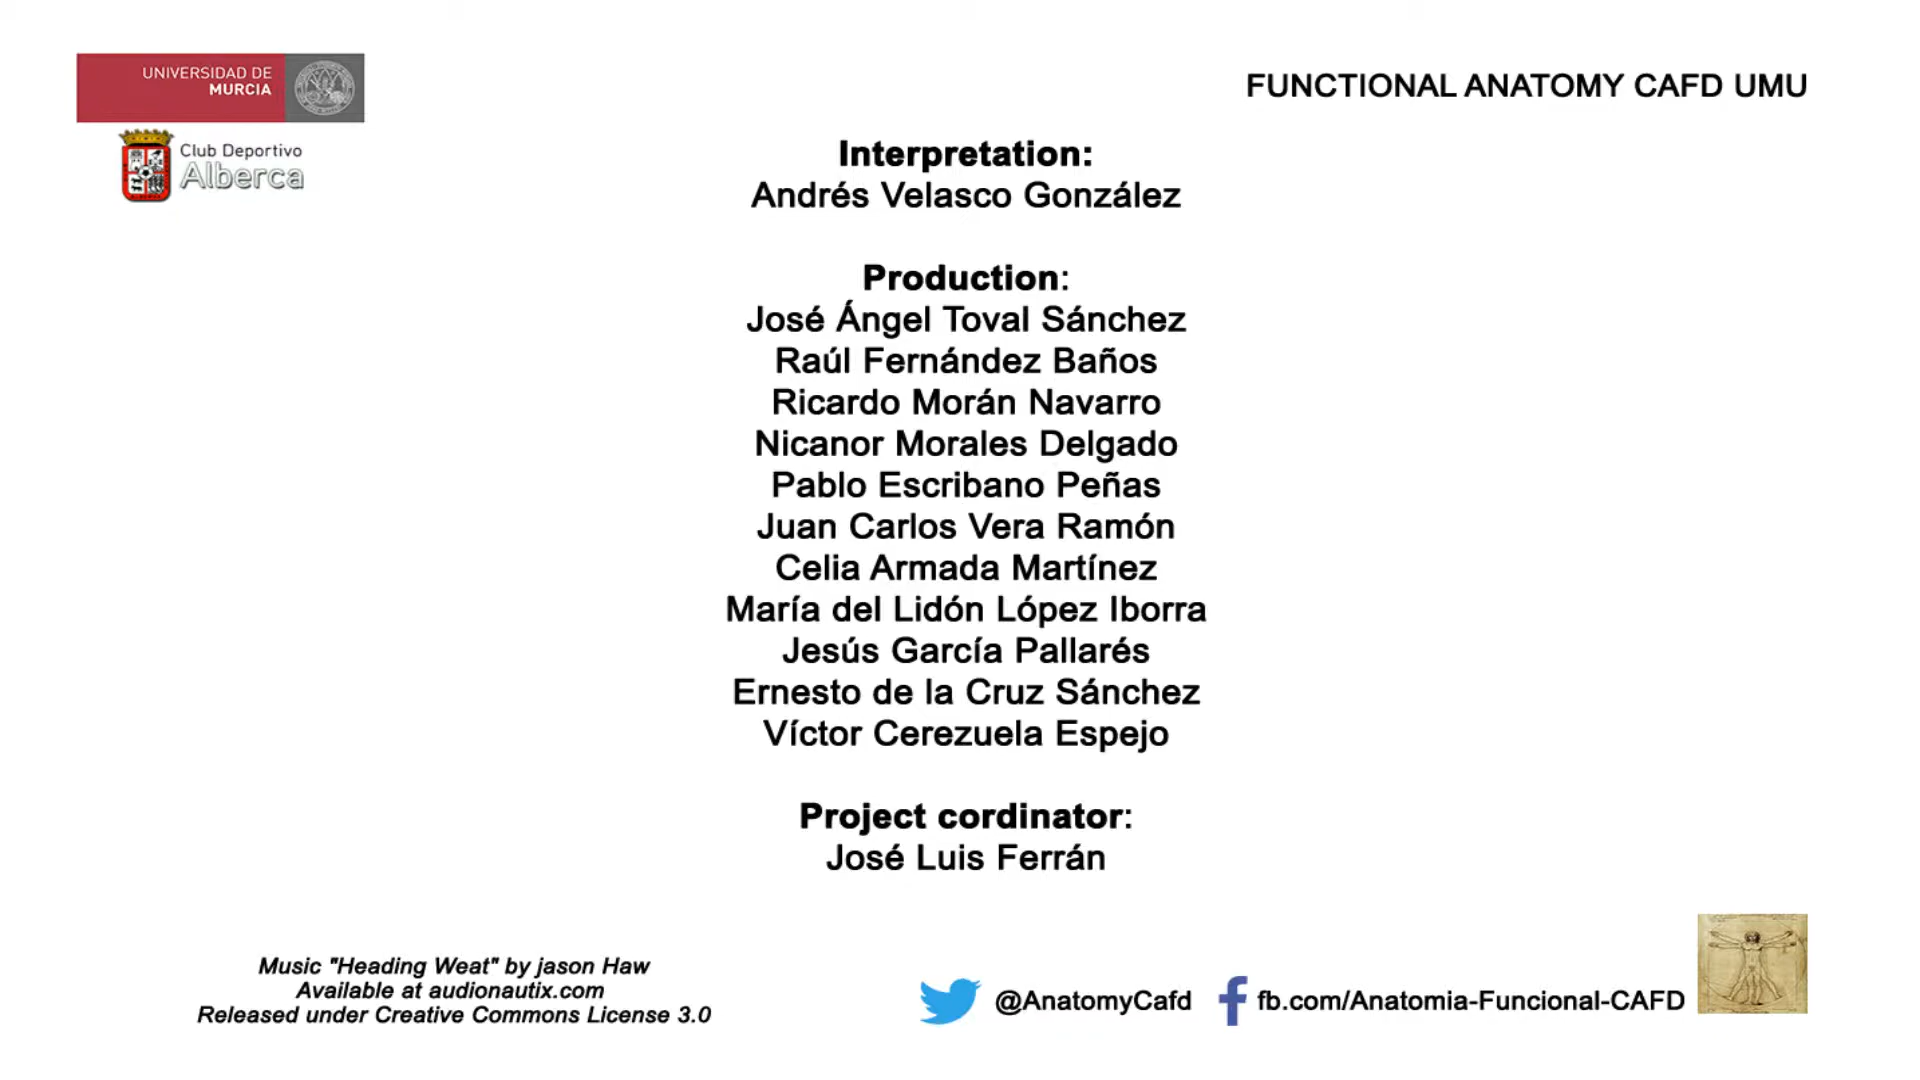 UNIVERSIDAD DE
MURCIA
Club Deportivo
Alberca
FUNCTIONAL ANATOMY CAFD UMU
Interpretation:
Andrés Velasco González
Production:
José Ángel Toval Sánchez
Raúl Fernández Baños
Ricardo Morán Navarro
Nicanor Morales Delgado
Pablo Escribano Peñas
Juan Carlos Vera Ramón
Celia Armada Martínez
María del Lidón López Iborra
Jesús García Pallarés
Ernesto de la Cruz Sánchez
Víctor Cerezuela Espejo
Project cordinator:
José Luis Ferrán
Music "Heading Weat" by jason Haw
Available at audionautix.com
Released under Creative Commons License 3.0
@AnatomyCafd
fb.com/Anatomia-Funcional-CAFD